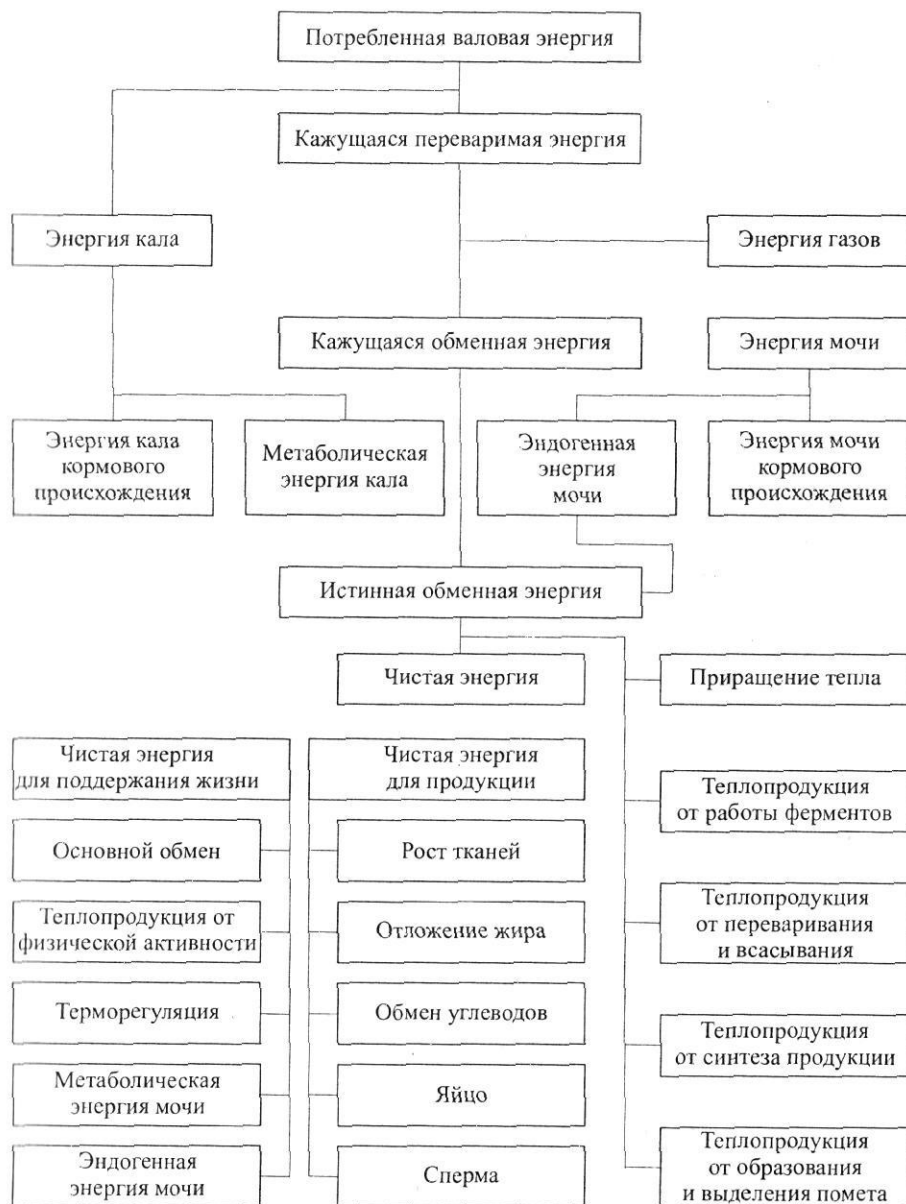 Потребленная валовая энергия
Кажущаяся переваримая энергия
Энергия кала
Энергия газов
Кажущаяся обменная энергия
Энергия мочи
Энергия кала
кормового
происхождения
Метаболическая
энергия кала
Эндогенная
энергия
мочи
Энергия мочи
кормового
происхождения
Истинная обменная энергия
Чистая энергия
Приращение тепла
Чистая энергия
для поддержания жизни
Чистая энергия
для продукции
Теплопродукция
от работы ферментов
Основной обмен
Рост тканей
Теплопродукция от
физической активности
Отложение жира
Теплопродукция
от переваривания
и всасывания
Терморегуляция
Обмен углеводов
Теплопродукция
от синтеза продукции
Метаболическая
энергия мочи
Яйцо
Эндогенная
энергия мочи
Сперма
Теплопродукция
от образования
и выделения помета